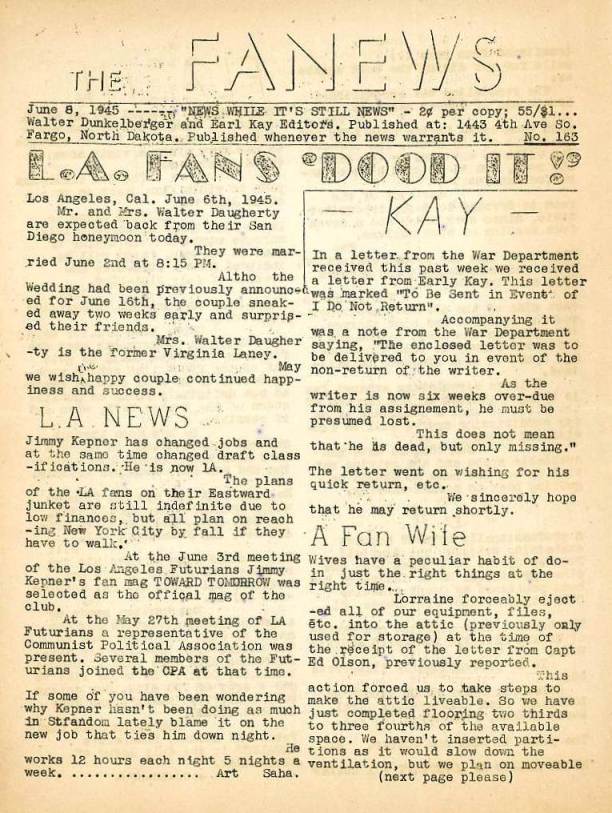 THE FANEWS
June 8, 1945 ------- "NEWS WHILE IT'S STILL NEWS" - 2¢ per copy; 55/$1...
Walter Dunkelberger and Earl Kay Editors. Published at: 1443 4th Ave So.
Fargo, North Dakota. Published whenever the news warrants it. No. 163
L.A. FANS "DOOD IT!"
Los Angeles, Cal. June 6th, 1945.
Mr. and Mrs. Walter Daugherty
are expected back from their San
Diego honeymoon today.
They were mar-
ried June 2nd at 8:15 PM.
Altho the
Wedding had been previously announc-
ed for June 16th, the couple sneak-
ed away two weeks early and surpris-
ed their friends.
Mrs. Walter Daugher
-ty is the former Virginia Laney.
May
we wish the happy couple continued happ-
iness and success.
L.A NEWS
Jimmy Kepner has changed jobs and
at the same time changed draft class
-ifications. He is now 1A.
The plans
of the LA fans on their Eastward
junket are still indefinite due to
low finances, but all plan on reach
-ing New York City by fall if they
have to walk.
At the June 3rd meeting
of the Los Angeles Futurians Jimmy
Kepner's fan mag TOWARD TOMORROW was
selected as the offical mag of the
club.
At the May 27th meeting of LA
Futurians a representative of the
Communist Political Association was
present. Several members of the Fut-
urians joined the CPA at that time.
If some of you have been wondering
why Kepner hasn't been doing as much
in Stfandom lately blame it on the
new job that ties him down night.
He
works 12 hours each night 5 nights a
week. ................. Art Saha.
- KAY -
In a letter from the War Department
received this past week we received
a letter from Early Kay. This letter
was marked "To Be Sent in Event of
I Do Not Return".
Accompanying it
was a note from the War Department
saying, "The enclosed letter was to
be delivered to you in event of the
non-return of the writer.
As the
writer is now six weeks over-due
from his assignement, he must be
presumed lost.
This does not mean
that he is dead, but only missing."
The letter went on wishing for his
quick return, etc.
We sincerely hope
that he may return shortly.
A Fan Wife
Wives have a peculiar habit of do-
in just the right things at the
right time.
Lorraine forceably eject
-ed all of our equipment, files,
etc. into the attic (previously only
used for storage) at the time of
the receipt of the letter from Capt
Ed Olson, previously reported.
This
action forced us to take steps to
make the attic liveable. So we have
just completed flooring two thirds
to three fourths of the available
space. We haven't inserted parti-
tions as it would slow down the
ventilation, but we plan on moveable
(next page please)